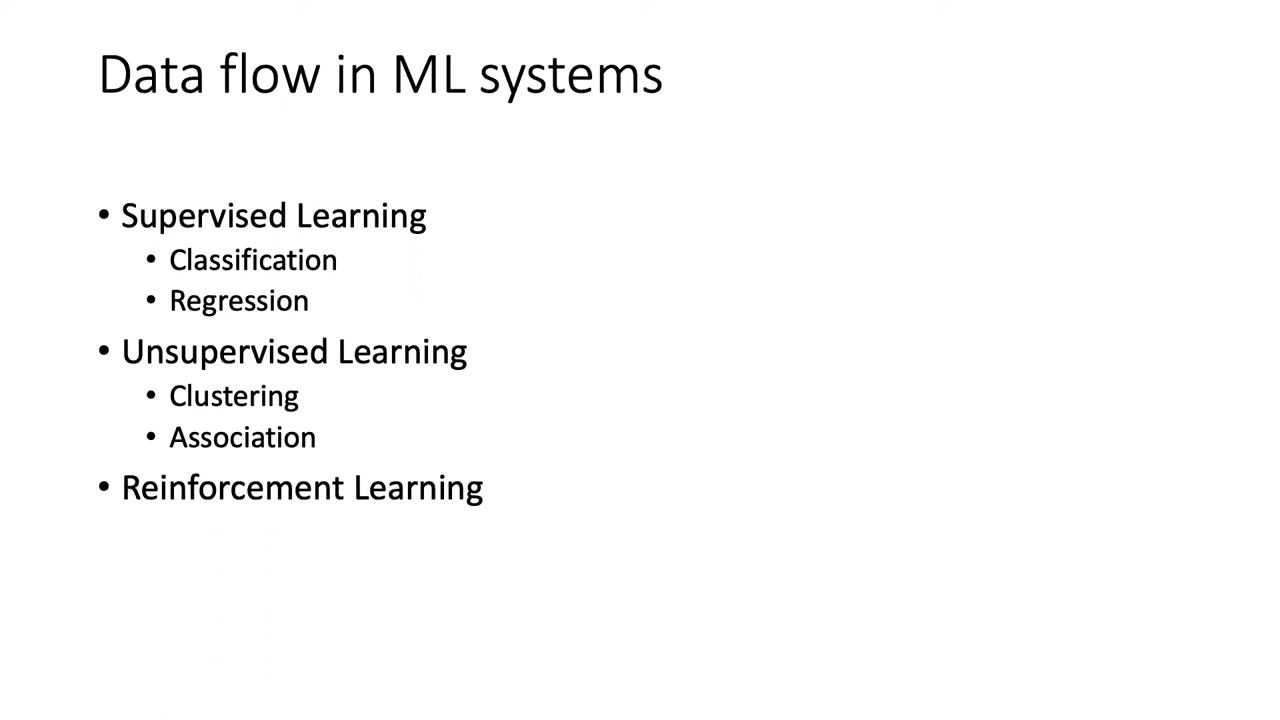 Data flow in ML systems
• Supervised Learning
• Classification
• Regression
• Unsupervised Learning
• Clustering
• Association
• Reinforcement Learning